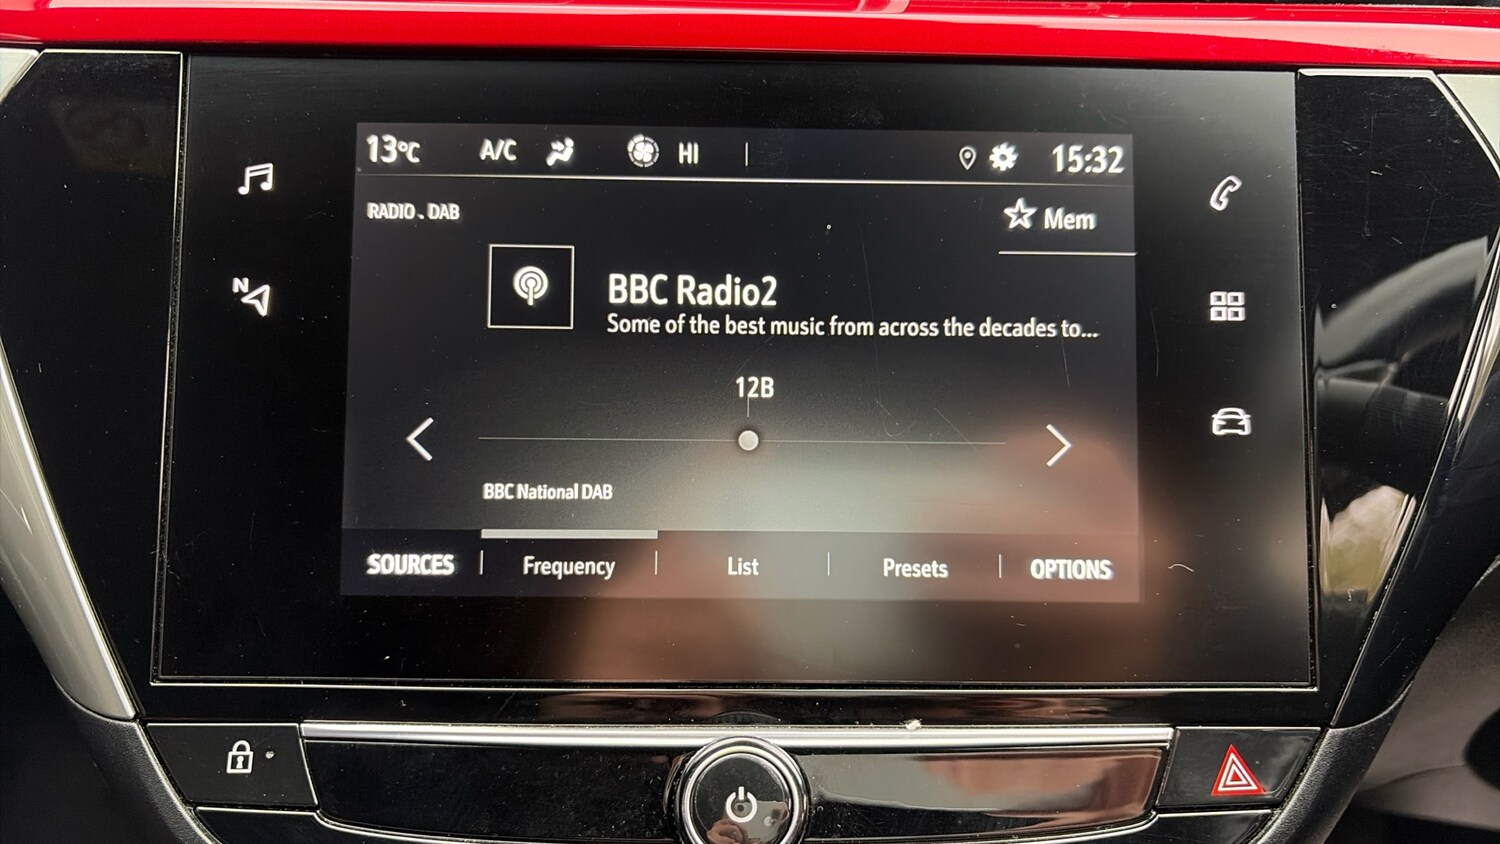 13°C A/C HI 15:32
RADIO . DAB
Mem
BBC Radio2
Some of the best music from across the decades to...
12B
BBC National DAB
SOURCES Frequency List Presets OPTIONS
N